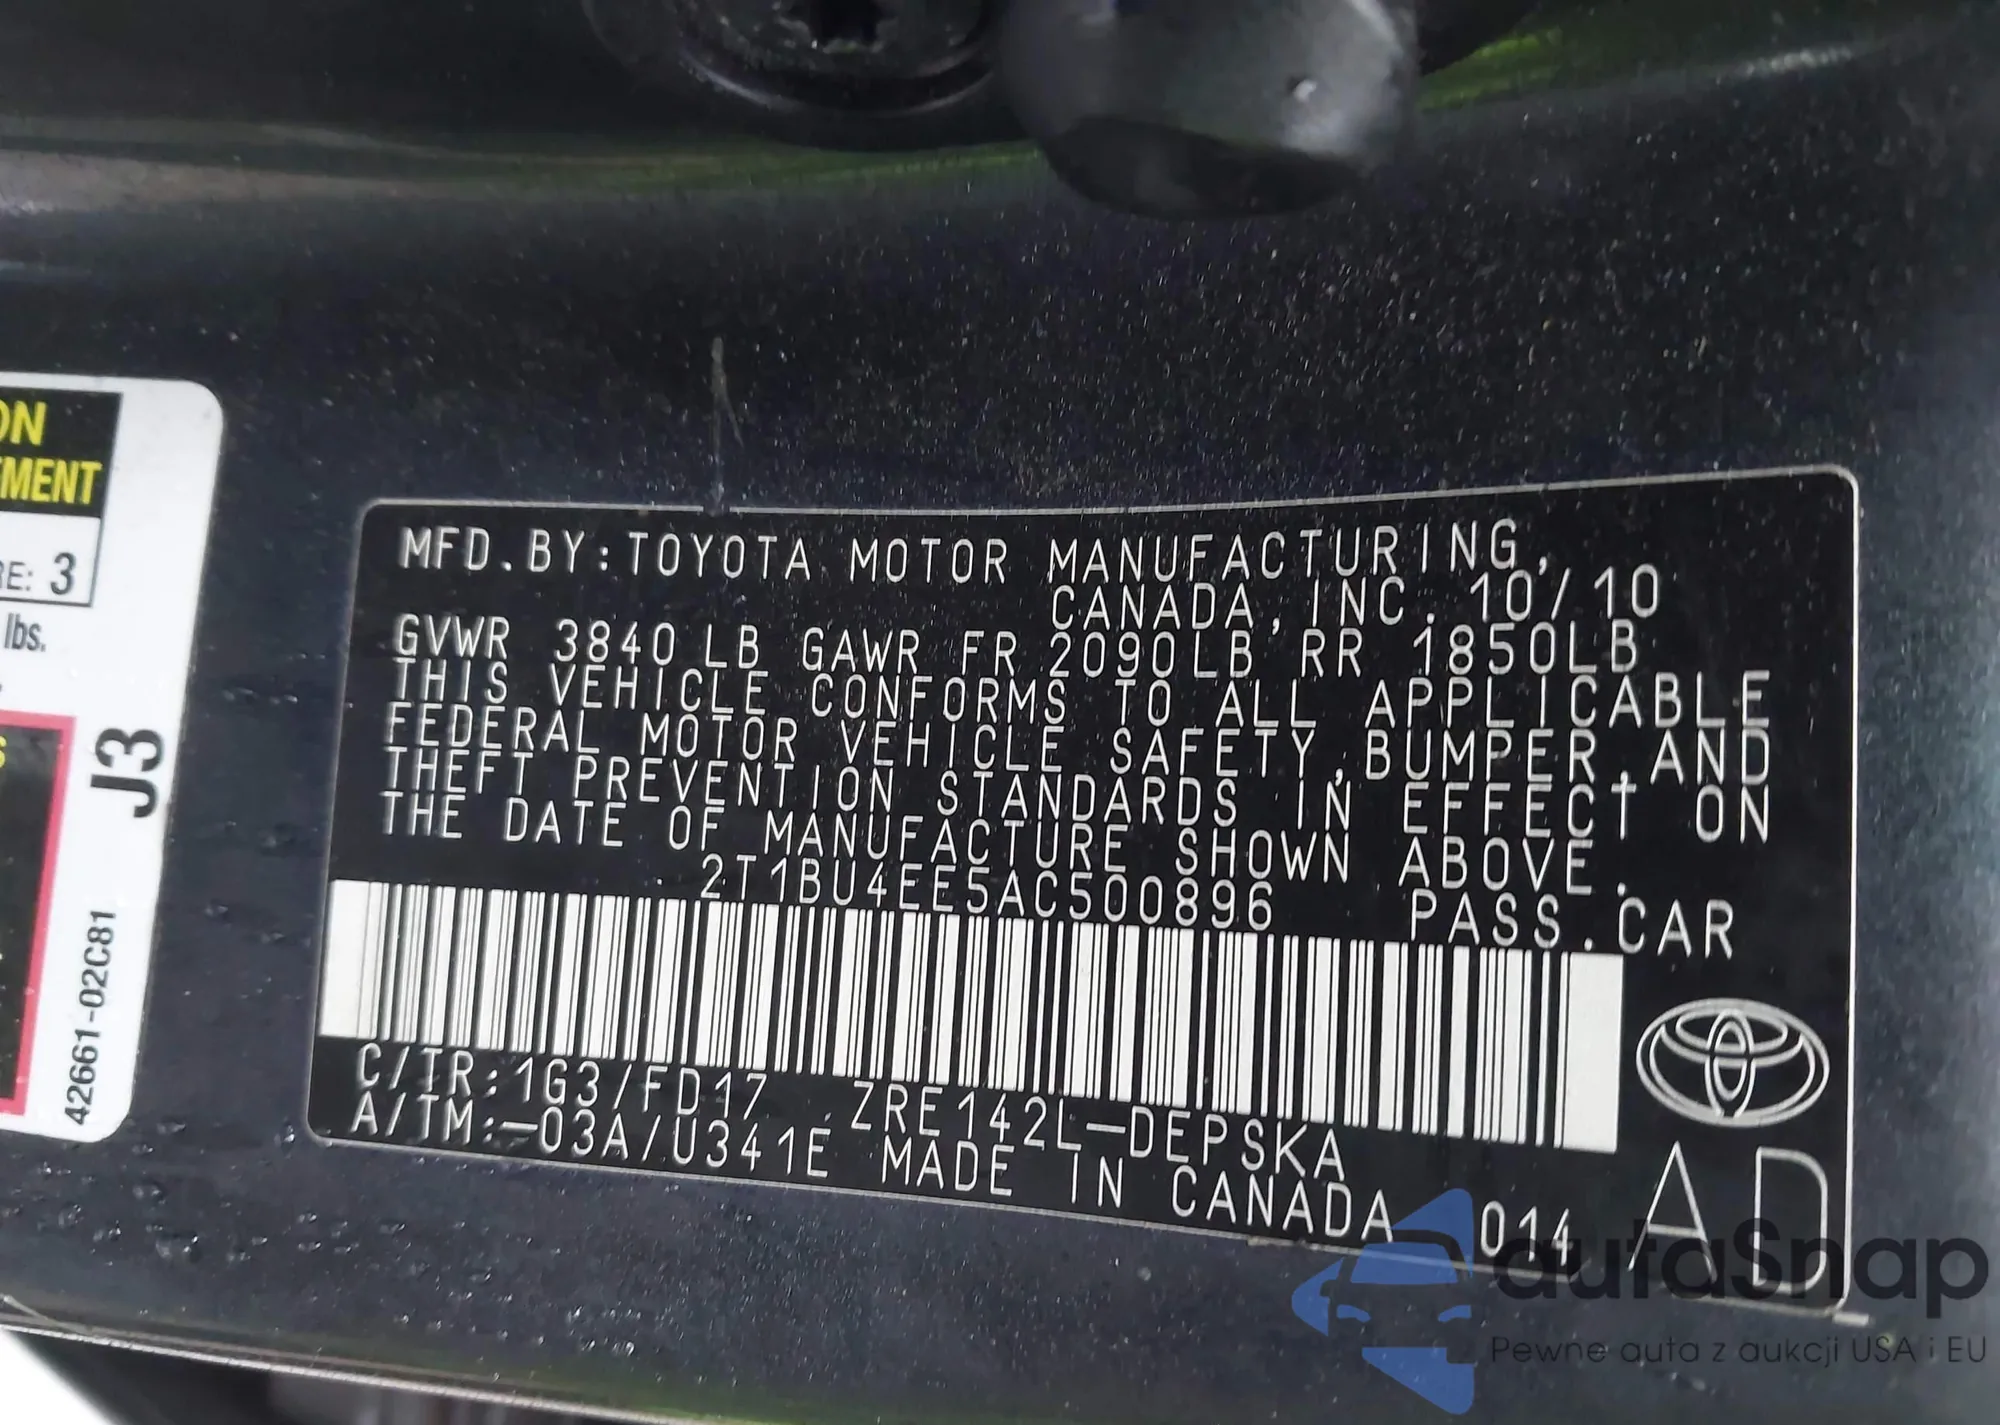 ON
EMENT
RE: 3
lbs.
S
J3
42661-02C81
MFD.BY:TOYOTA MOTOR MANUFACTURING,
CANADA,INC. 10/10
GVWR 3840LB GAWR FR 2090LB RR 1850LB
THIS VEHICLE CONFORMS TO ALL APPLICABLE
FEDERAL MOTOR VEHICLE SAFETY,BUMPER,AND
THEFT PREVENTION STANDARDS IN EFFECT ON
THE DATE OF MANUFACTURE SHOWN ABOVE.
2T1BU4EE5AC500896 PASS.CAR
C/TR:1G3/FD17 ZRE142L-DEPSKA
A/TM:-03A/U341E MADE IN CANADA 014
AD
autaSnap
Pewne auta z aukcji USA i EU